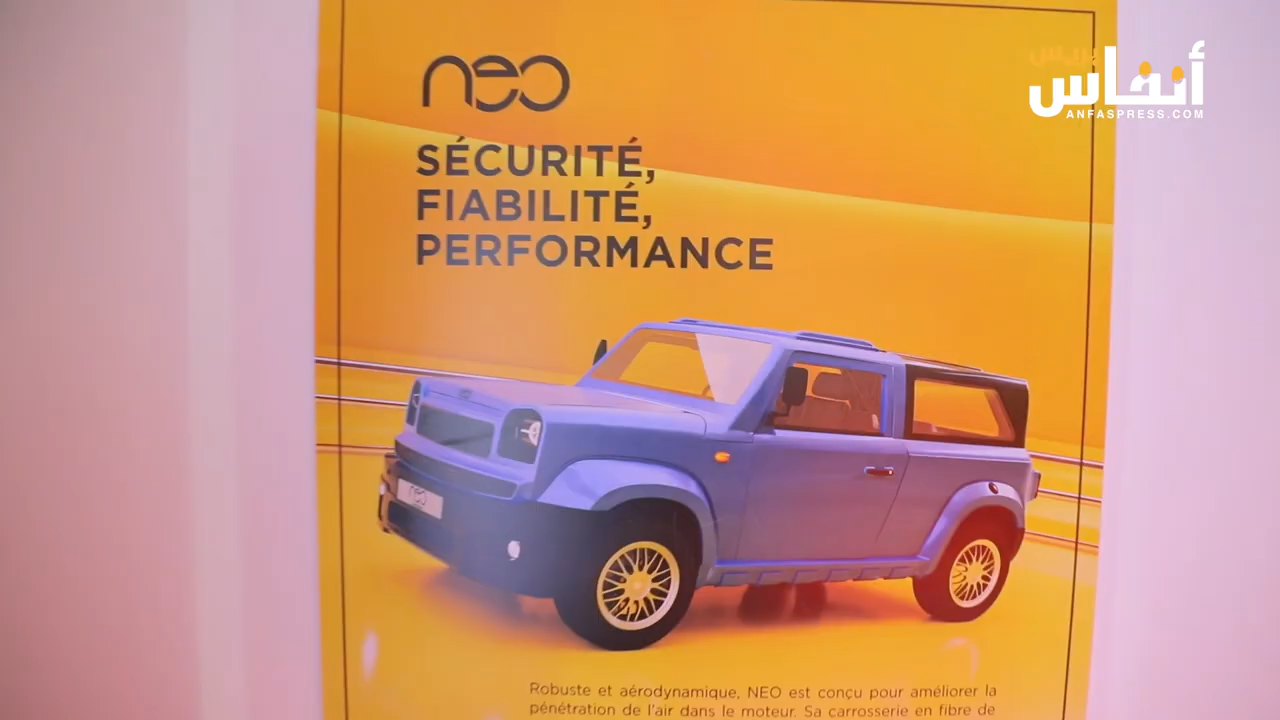 neo
SÉCURITÉ,
FIABILITÉ,
PERFORMANCE
neo
Robuste et aérodynamique, NEO est conçu pour améliorer la
pénétration de l'air dans le moteur. Sa carrosserie en fibre de
أنفاس
بريس
ANFASPRESS.COM